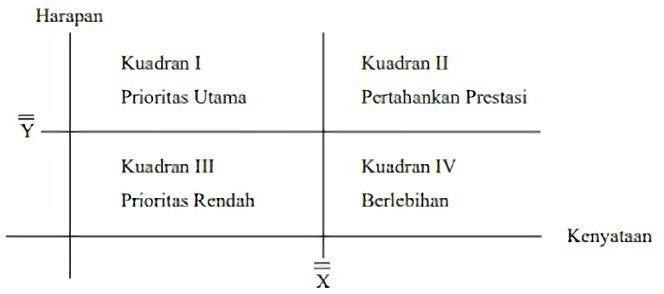 Harapan
Kuadran I
Prioritas Utama
Kuadran II
Pertahankan Prestasi
Y
Kuadran III
Prioritas Rendah
Kuadran IV
Berlebihan
Kenyataan
X